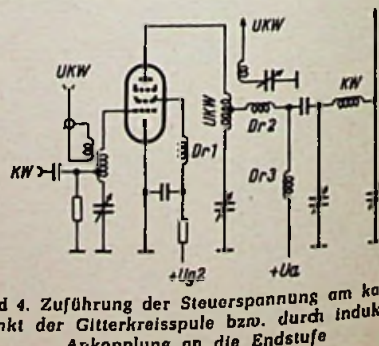 UKW
UKW
KW
UKW
Dr2
Dr1
KW
Dr3
+Ug2
+Ua
d 4. Zuführung der Steuerspannung am ka
nkt der Gitterkreisspule bzw. durch induk
Ankopplung an die Endstufe